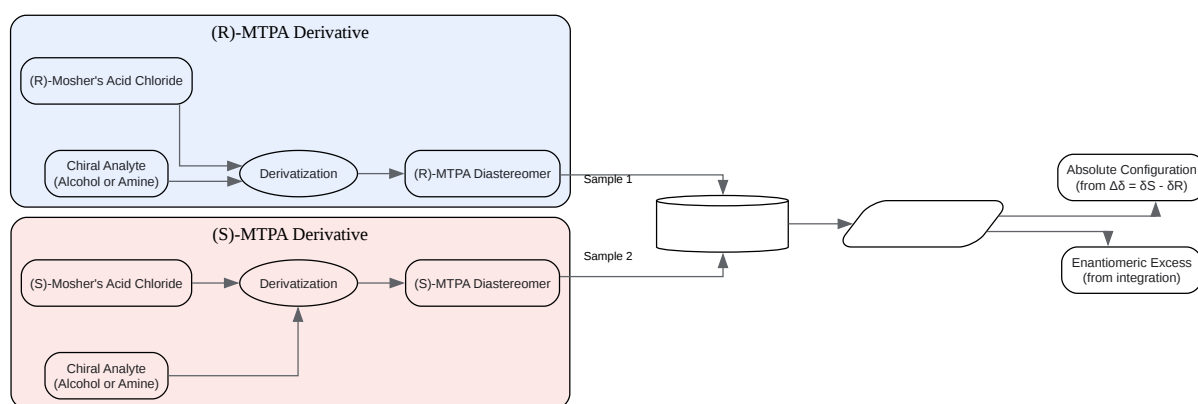 (R)-MTPA Derivative
(R)-Mosher's Acid Chloride
Chiral Analyte
(Alcohol or Amine)
Derivatization
(R)-MTPA Diastereomer
Sample 1
(S)-MTPA Derivative
(S)-Mosher's Acid Chloride
Derivatization
(S)-MTPA Diastereomer
Sample 2
Chiral Analyte
(Alcohol or Amine)
Absolute Configuration
(from Δδ = δS - δR)
Enantiomeric Excess
(from integration)